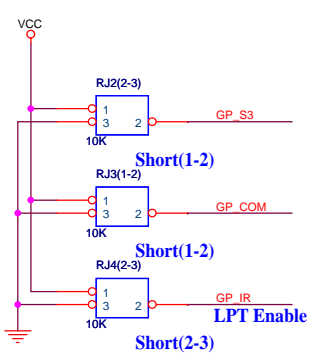 VCC
RJ2(2-3)
1
3 2
GP_S3
10K
Short(1-2)
RJ3(1-2)
1
3 2
GP_COM
10K
Short(1-2)
RJ4(2-3)
1
3 2
GP_IR
LPT Enable
10K
Short(2-3)